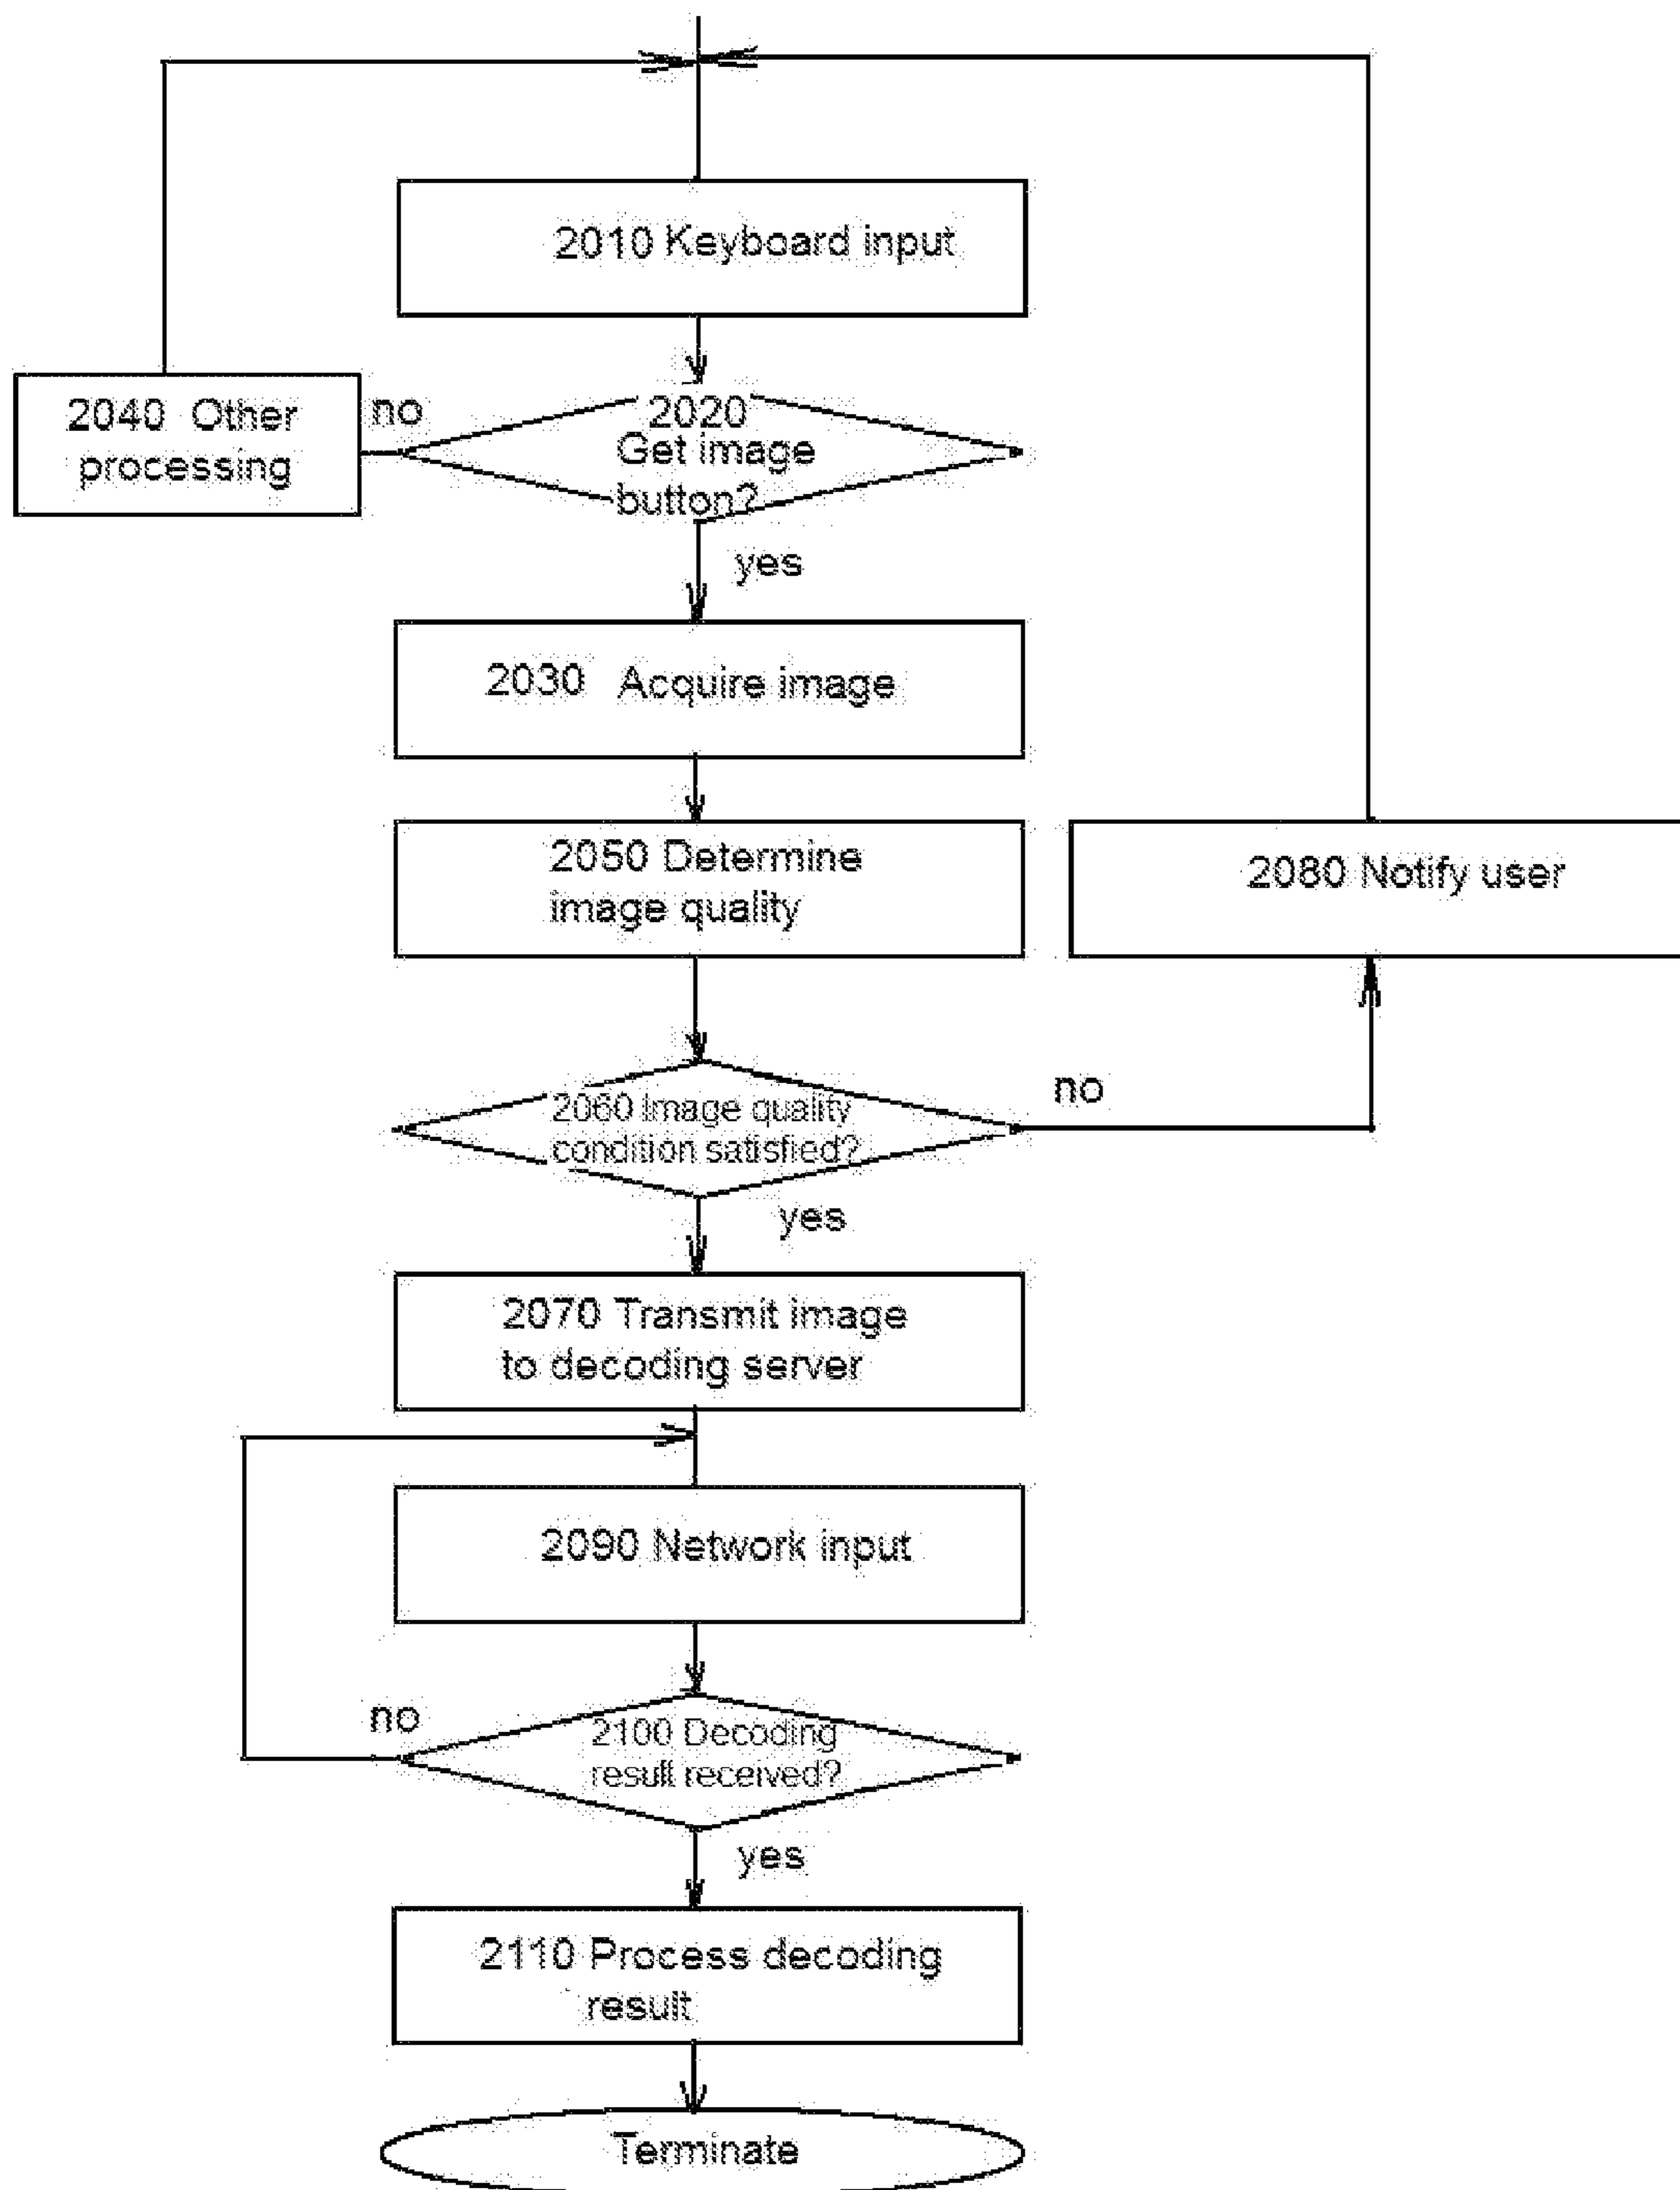 2010 Keyboard input
2040 Other
processing
no
2020
Get image
button?
yes
2030 Acquire image
2050 Determine
image quality
2080 Notify user
2060 Image quality
condition satisfied?
no
yes
2070 Transmit image
to decoding server
2090 Network input
no
2100 Decoding
result received?
yes
2110 Process decoding
result
Terminate